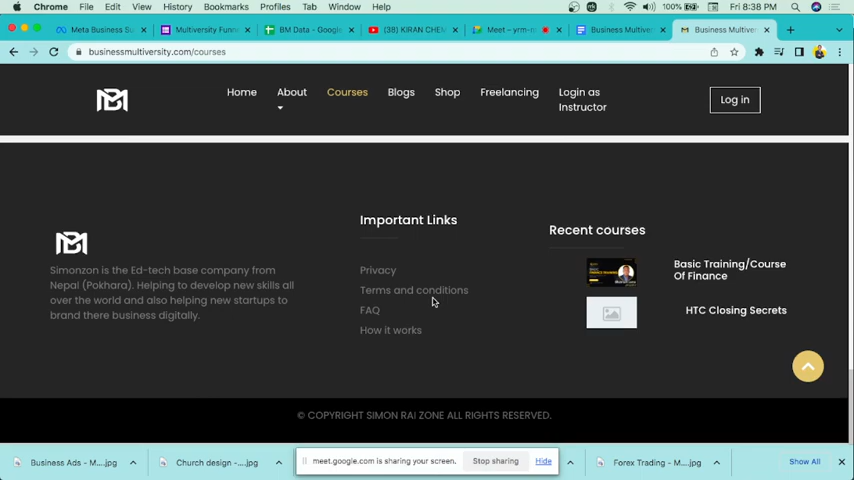 Chrome File Edit View History Bookmarks Profiles Tab Window Help 100% Fri 8:38 PM
Meta Business Su
Multiversity Funne
BM Data - Google
(38) KIRAN CHEM
Meet – yrm-m
Business Multiver
Business Multiver
businessmultiversity.com/courses
Home About Courses Blogs Shop Freelancing Login as
Instructor
Log in
Important Links
Privacy
Terms and conditions
FAQ
How it works
Recent courses
Basic Training/Course
Of Finance
HTC Closing Secrets
Simonzon is the Ed-tech base company from
Nepal (Pokhara). Helping to develop new skills all
over the world and also helping new startups to
brand there business digitally.
© COPYRIGHT SIMON RAI ZONE ALL RIGHTS RESERVED.
Business Ads - M....jpg
Church design -....jpg
meet.google.com is sharing your screen. Stop sharing Hide
Forex Trading - M....jpg
Show All